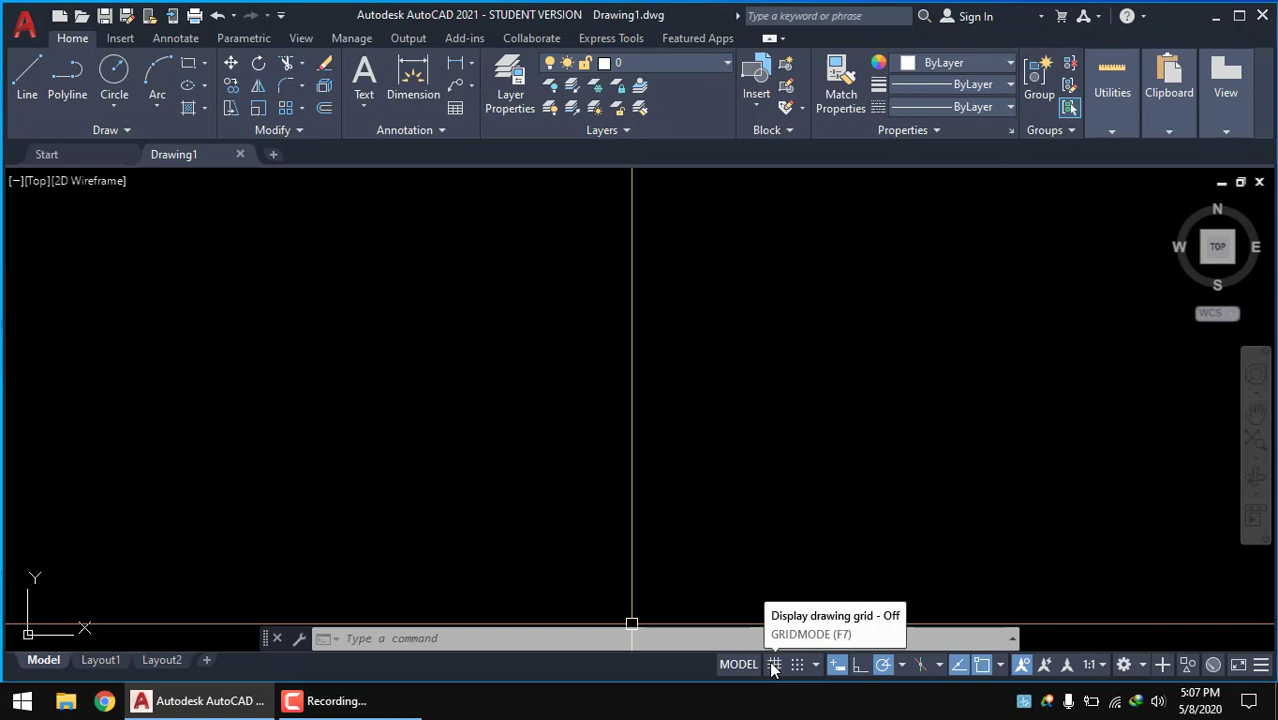 Autodesk AutoCAD 2021 - STUDENT VERSION Drawing1.dwg
Type a keyword or phrase
Sign In
Home Insert Annotate Parametric View Manage Output Add-ins Collaborate Express Tools Featured Apps
Line Polyline Circle Arc
Text Dimension
Layer Properties
0
Insert
Match Properties
ByLayer
ByLayer
ByLayer
Group
Utilities
Clipboard
View
Draw Modify Annotation Layers Block Properties Groups
Start Drawing1
[−][Top][2D Wireframe]
N
W TOP E
S
WCS
Y
X
Display drawing grid - Off
GRIDMODE (F7)
Type a command
Model Layout1 Layout2 +
MODEL
1:1
Autodesk AutoCAD ...
Recording...
5:07 PM
5/8/2020